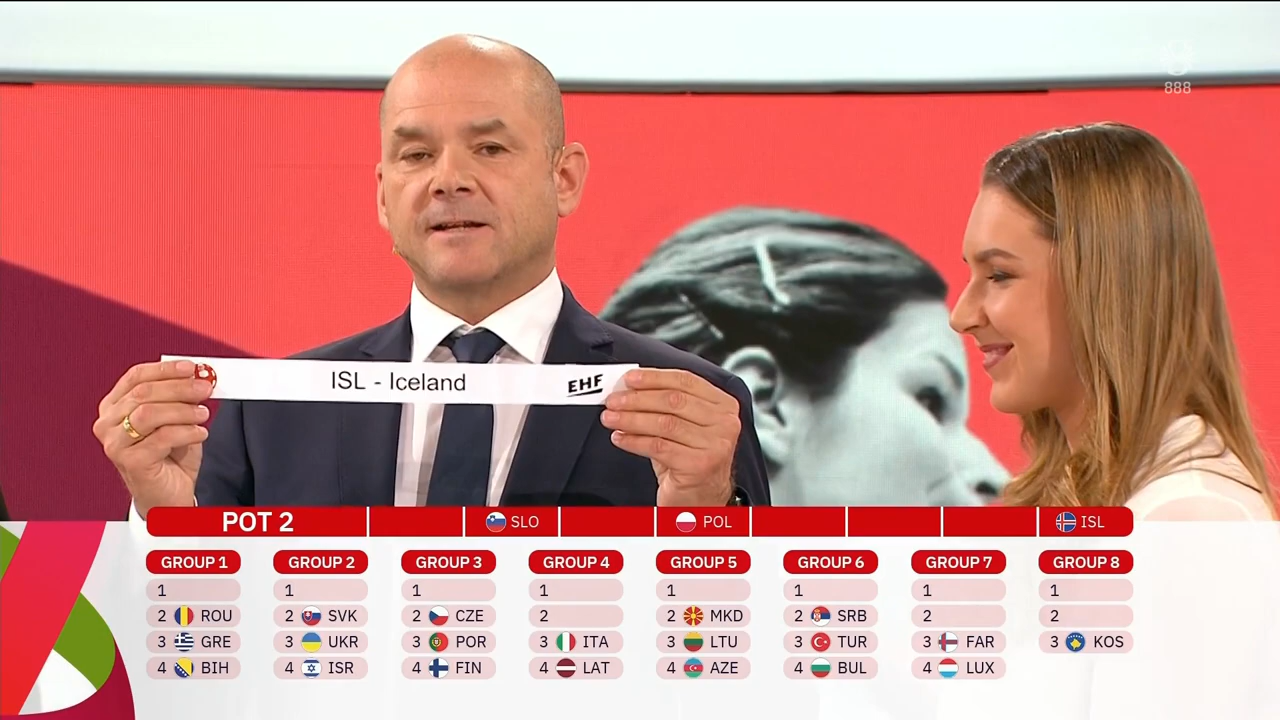 888
ISL - Iceland
EHF
POT 2 SLO POL ISL
GROUP 1 GROUP 2 GROUP 3 GROUP 4 GROUP 5 GROUP 6 GROUP 7 GROUP 8
1 1 1 1 1 1 1 1
2 ROU 2 SVK 2 CZE 2 2 MKD 2 SRB 2 2
3 GRE 3 UKR 3 POR 3 ITA 3 LTU 3 TUR 3 FAR 3 KOS
4 BIH 4 ISR 4 FIN 4 LAT 4 AZE 4 BUL 4 LUX